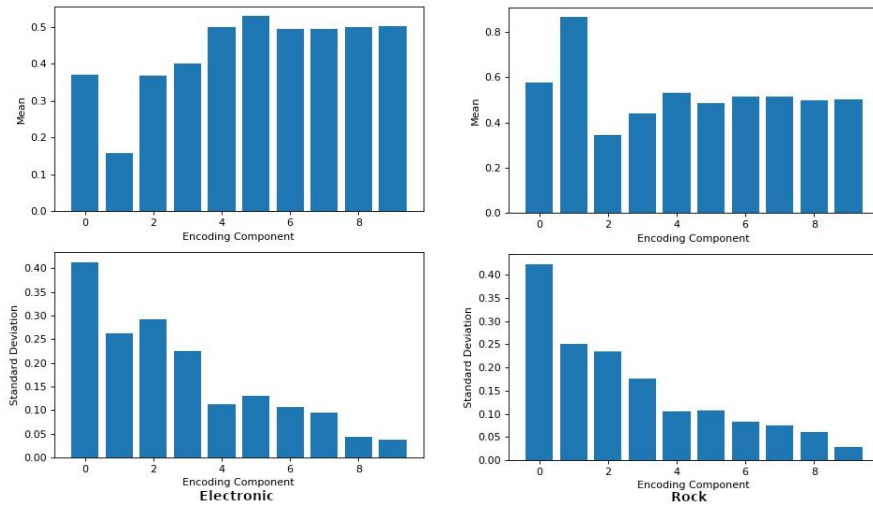 Mean
0.5
0.4
0.3
0.2
0.1
0.0
0 2 4 6 8
Encoding Component
Mean
0.8
0.6
0.4
0.2
0.0
0 2 4 6 8
Encoding Component
Standard Deviation
0.40
0.35
0.30
0.25
0.20
0.15
0.10
0.05
0.00
0 2 4 6 8
Encoding Component
Electronic
Standard Deviation
0.40
0.35
0.30
0.25
0.20
0.15
0.10
0.05
0.00
0 2 4 6 8
Encoding Component
Rock